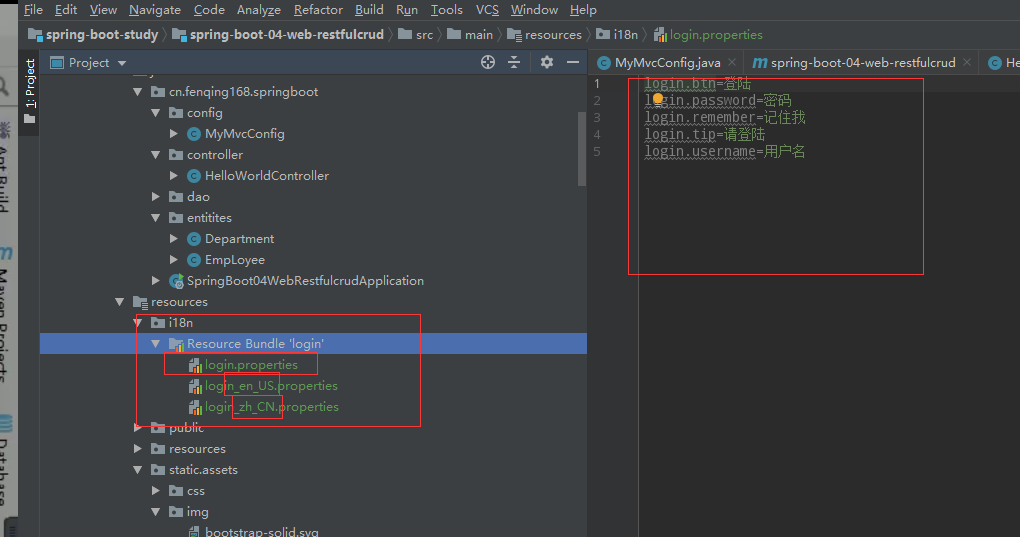 File Edit View Navigate Code Analyze Refactor Build Run Tools VCS Window Help
spring-boot-study spring-boot-04-web-restfulcrud src main resources i18n login.properties
1: Project
Ant Build
Maven Projects
Database
Project
cn.fenqing168.springboot
config
MyMvcConfig
controller
HelloWorldController
dao
entitites
Department
EmpLoyee
SpringBoot04WebRestfulcrudApplication
resources
i18n
Resource Bundle 'login'
login.properties
login_en_US.properties
login_zh_CN.properties
public
resources
static.assets
css
img
bootstrap-solid.svg
MyMvcConfig.java spring-boot-04-web-restfulcrud He
1 login.btn=登陆
2 login.password=密码
3 login.remember=记住我
4 login.tip=请登陆
5 login.username=用户名